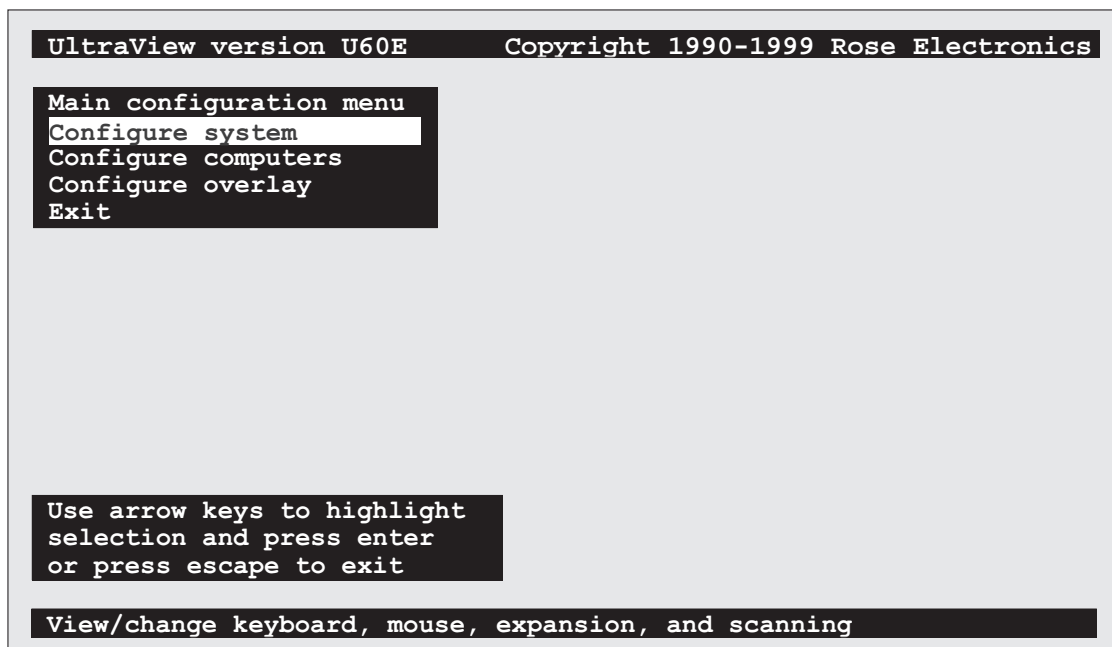 UltraView version U60E Copyright 1990-1999 Rose Electronics
Main configuration menu
Configure system
Configure computers
Configure overlay
Exit
Use arrow keys to highlight
selection and press enter
or press escape to exit
View/change keyboard, mouse, expansion, and scanning